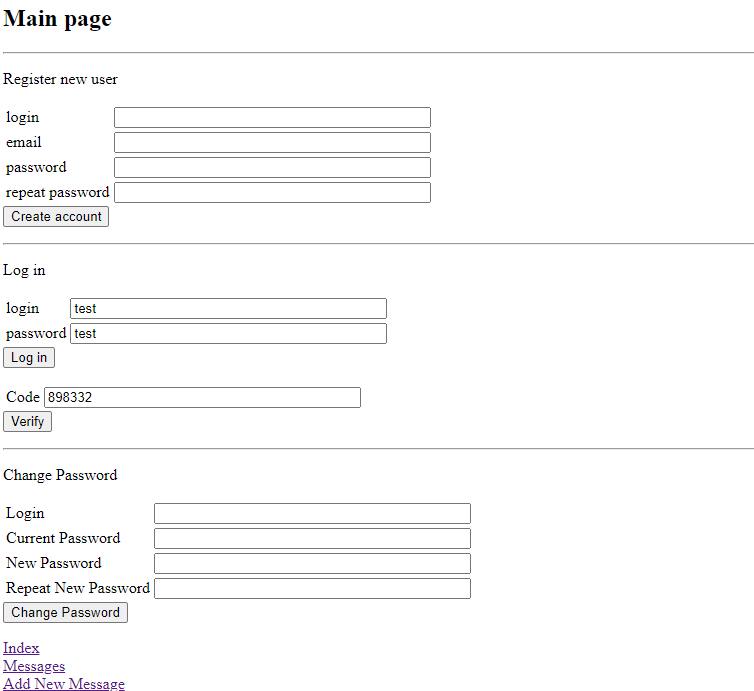 Main page
Register new user
login
email
password
repeat password
Create account
Log in
login test
password test
Log in
Code 898332
Verify
Change Password
Login
Current Password
New Password
Repeat New Password
Change Password
Index
Messages
Add New Message